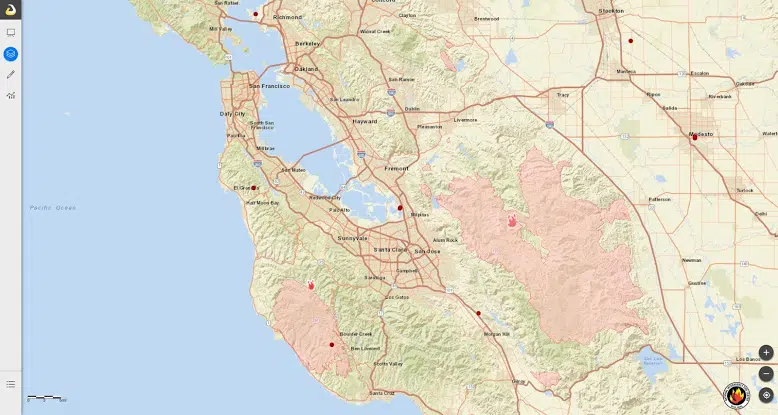 San Rafael
Concord
Stockton
Richmond
Clayton
Brentwood
Mill Valley
Walnut Creek
Berkeley
Oakland
San Ramon
Manteca
Escalon
San Francisco
Oakdale
Ripon
Riverbank
Tracy
San Leandro
Dublin
Salida
Daly City
Livermore
Hayward
South San
Francisco
Pleasanton
Modesto
Pacifica
Millbrae
Fremont
San Mateo
El Granada
Turlock
Half Moon Bay
Redwood City
Patterson
Palo Alto
Pacific Ocean
Milpitas
Delhi
Sunnyvale
Alum Rock
Santa Clara
San Jose
Newman
Campbell
Saratoga
Gustine
Los Gatos
Boulder Creek
Morgan Hill
Ben Lomond
Los Banos
Scotts Valley
Gilroy
Santa Cruz